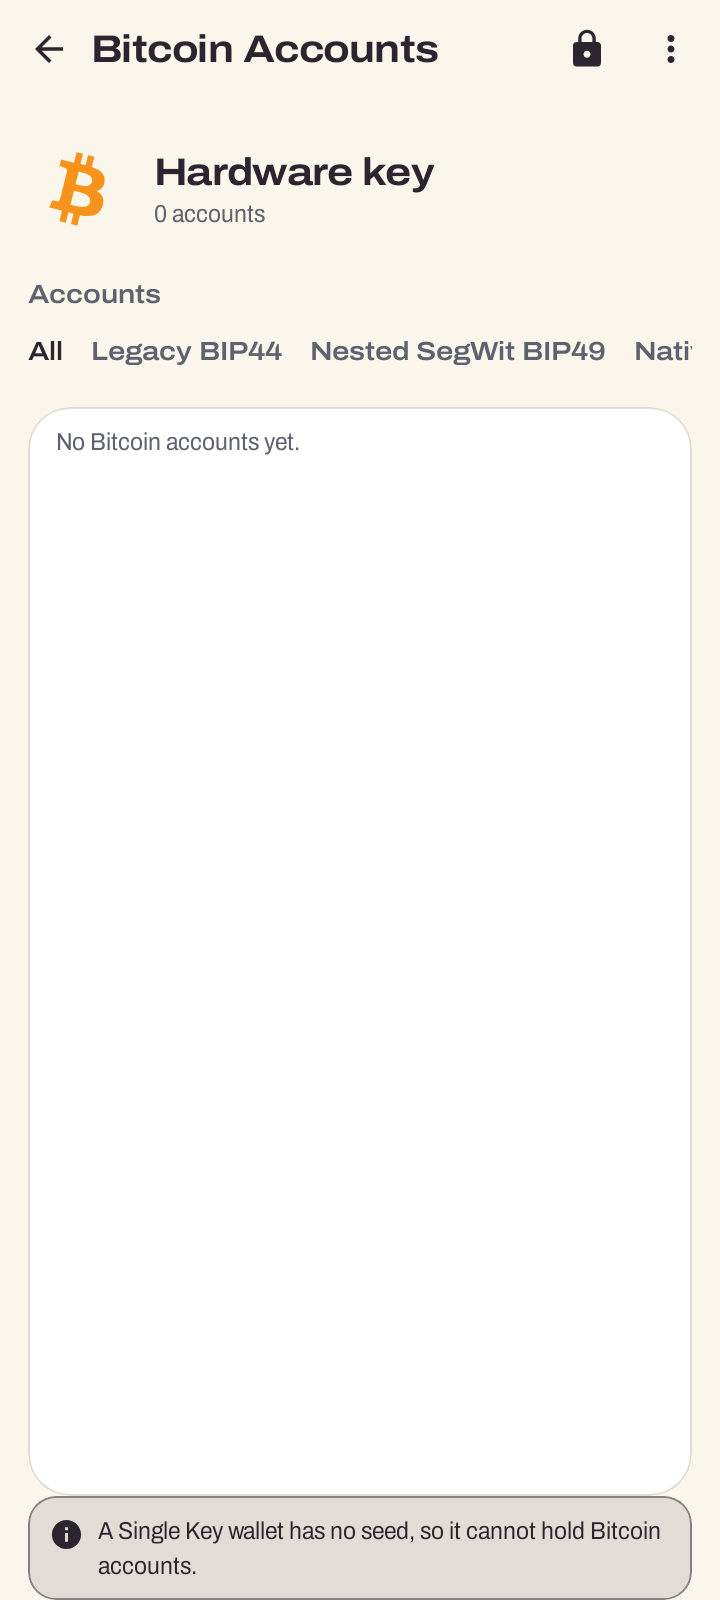 Bitcoin Accounts
Hardware key
0 accounts
Accounts
All Legacy BIP44 Nested SegWit BIP49 Nati
No Bitcoin accounts yet.
A Single Key wallet has no seed, so it cannot hold Bitcoin
accounts.